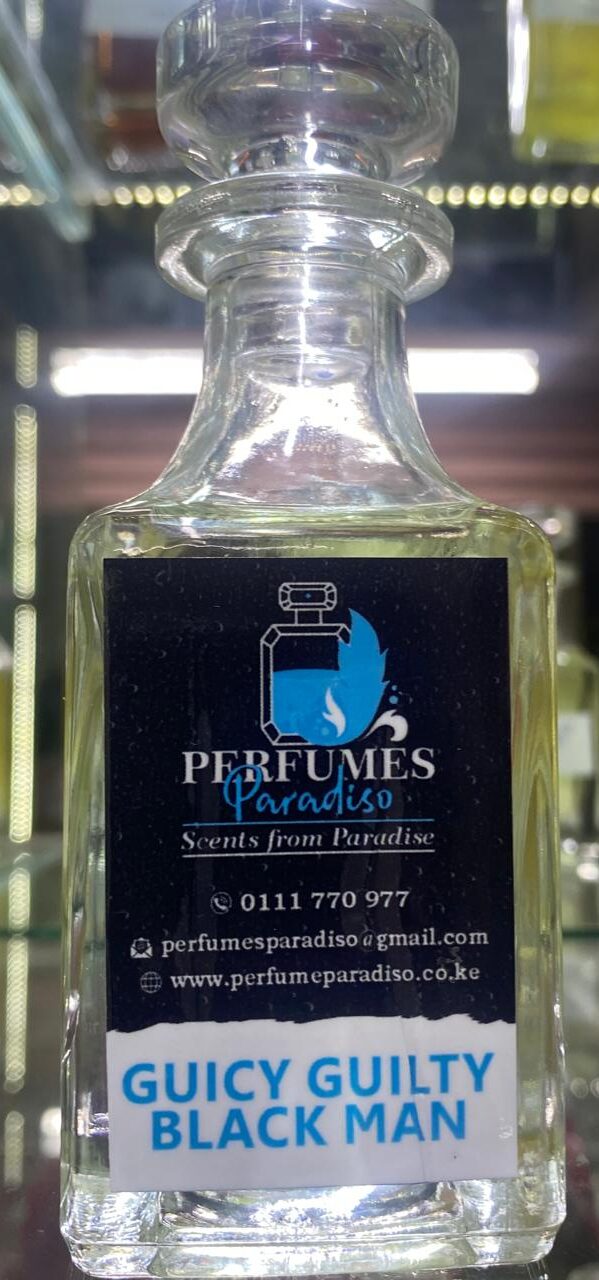 PERFUMES
Paradiso
Scents from Paradise
0111 770 977
perfumesparadiso@gmail.com
www.perfumeparadiso.co.ke
GUICY GUILTY
BLACK MAN